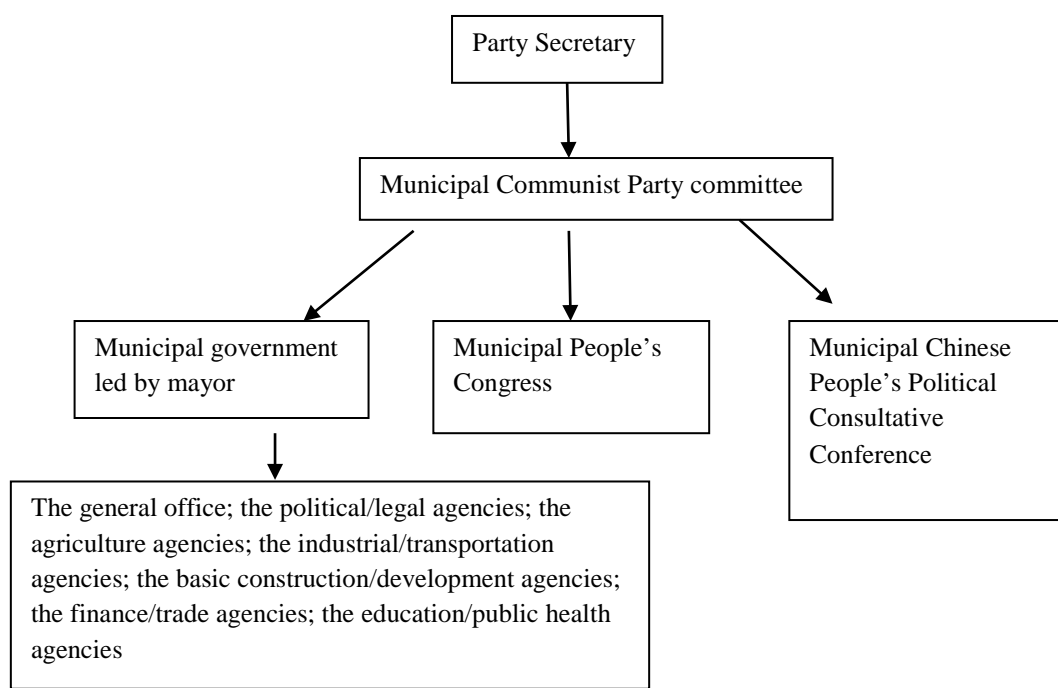 Party Secretary
Municipal Communist Party committee
Municipal government
led by mayor
Municipal People’s
Congress
Municipal Chinese
People’s Political
Consultative
Conference
The general office; the political/legal agencies; the
agriculture agencies; the industrial/transportation
agencies; the basic construction/development agencies;
the finance/trade agencies; the education/public health
agencies